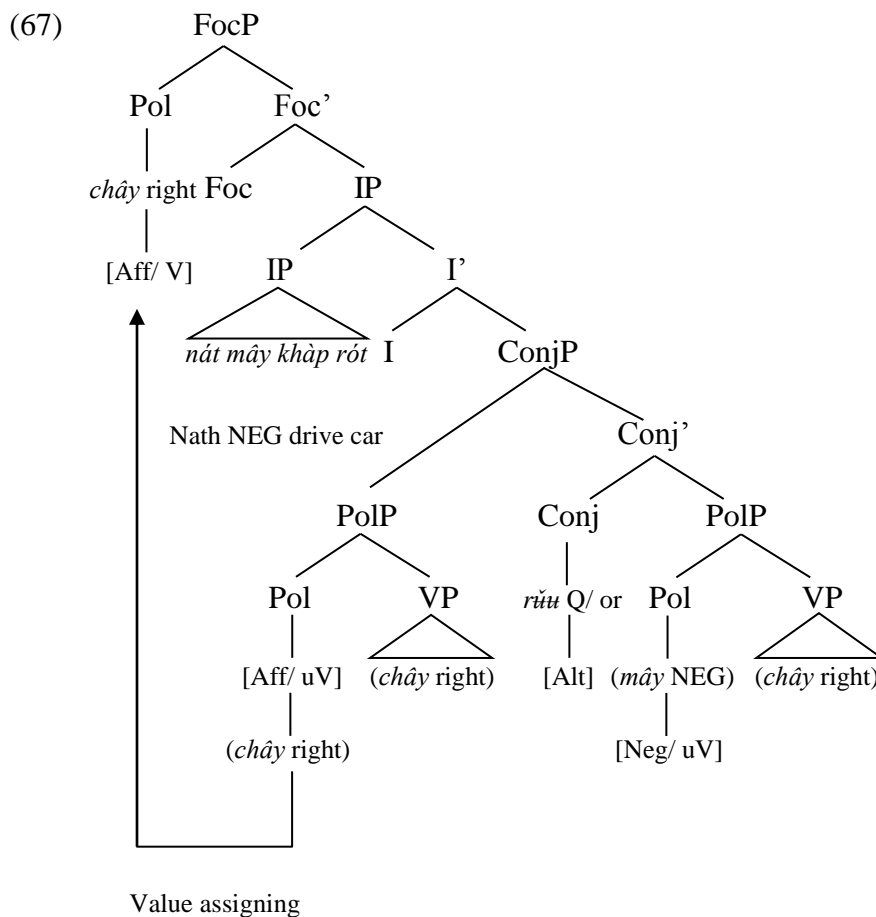 (67) FocP
Pol Foc’
chây right Foc IP
[Aff/ V] IP I’
nát mây khàp rót I ConjP
Nath NEG drive car Conj’
PolP Conj PolP
Pol VP rʉ̌ʉ Q/ or Pol VP
[Aff/ uV] (chây right) [Alt] (mây NEG) (chây right)
(chây right) [Neg/ uV]
Value assigning